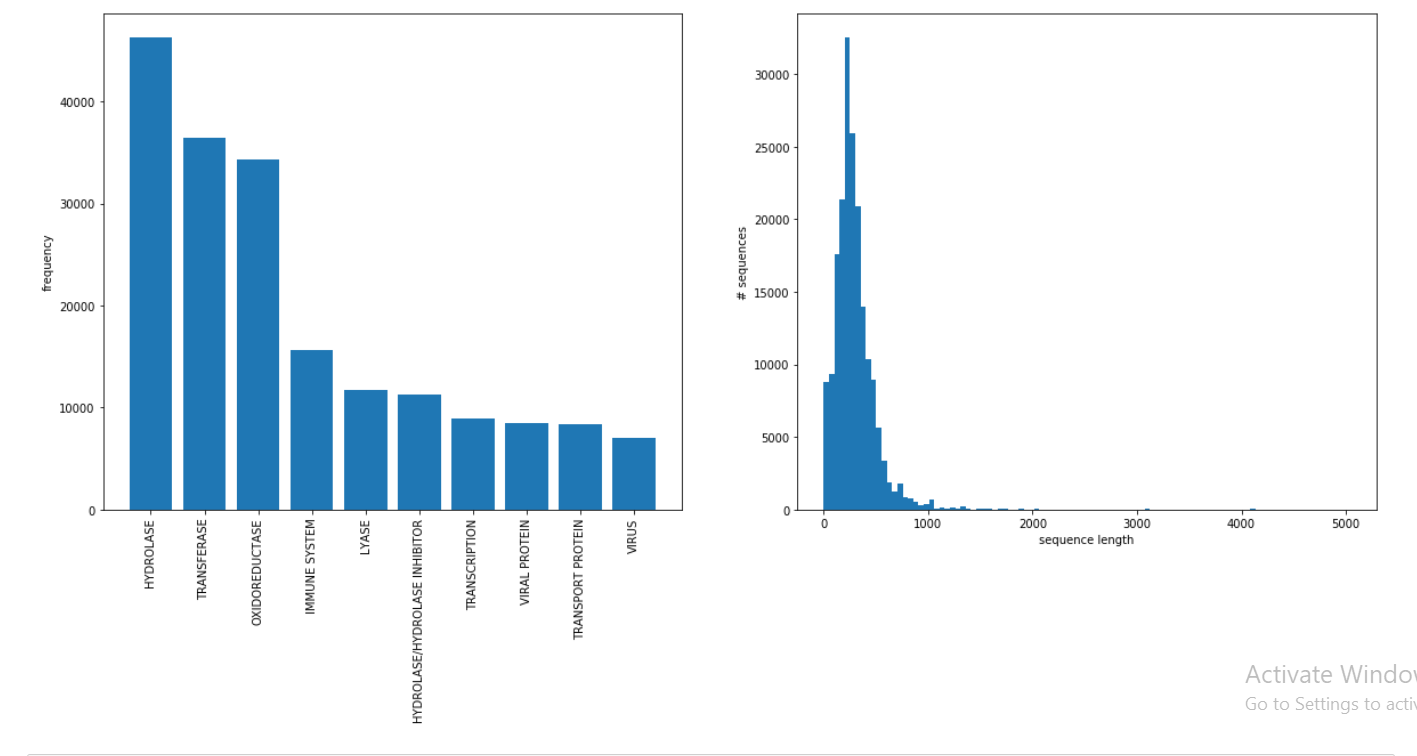 40000
30000
20000
10000
0
frequency
HYDROLASE
TRANSFERASE
OXIDOREDUCTASE
IMMUNE SYSTEM
LYASE
HYDROLASE/HYDROLASE INHIBITOR
TRANSCRIPTION
VIRAL PROTEIN
TRANSPORT PROTEIN
VIRUS
30000
25000
20000
15000
10000
5000
0
# sequences
0 1000 2000 3000 4000 5000
sequence length
Activate Window
Go to Settings to activ